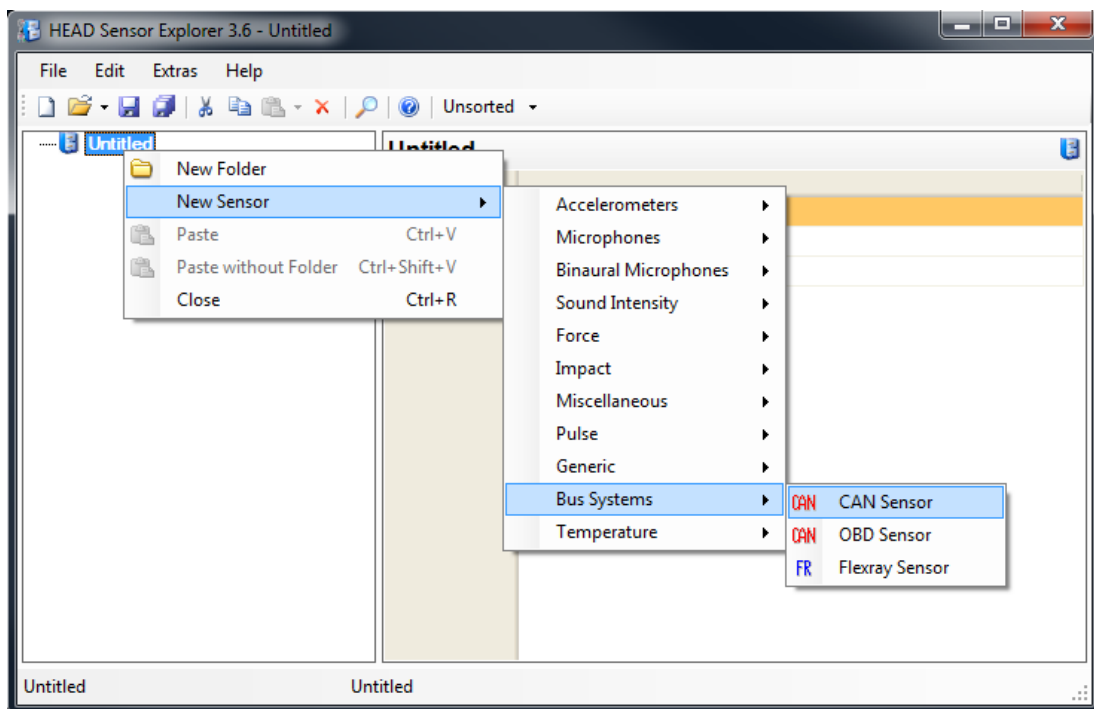 HEAD Sensor Explorer 3.6 - Untitled
File Edit Extras Help
Unsorted
Untitled
Untitled
New Folder
New Sensor
Paste Ctrl+V
Paste without Folder Ctrl+Shift+V
Close Ctrl+R
Accelerometers
Microphones
Binaural Microphones
Sound Intensity
Force
Impact
Miscellaneous
Pulse
Generic
Bus Systems
Temperature
CAN CAN Sensor
CAN OBD Sensor
FR Flexray Sensor
Untitled Untitled